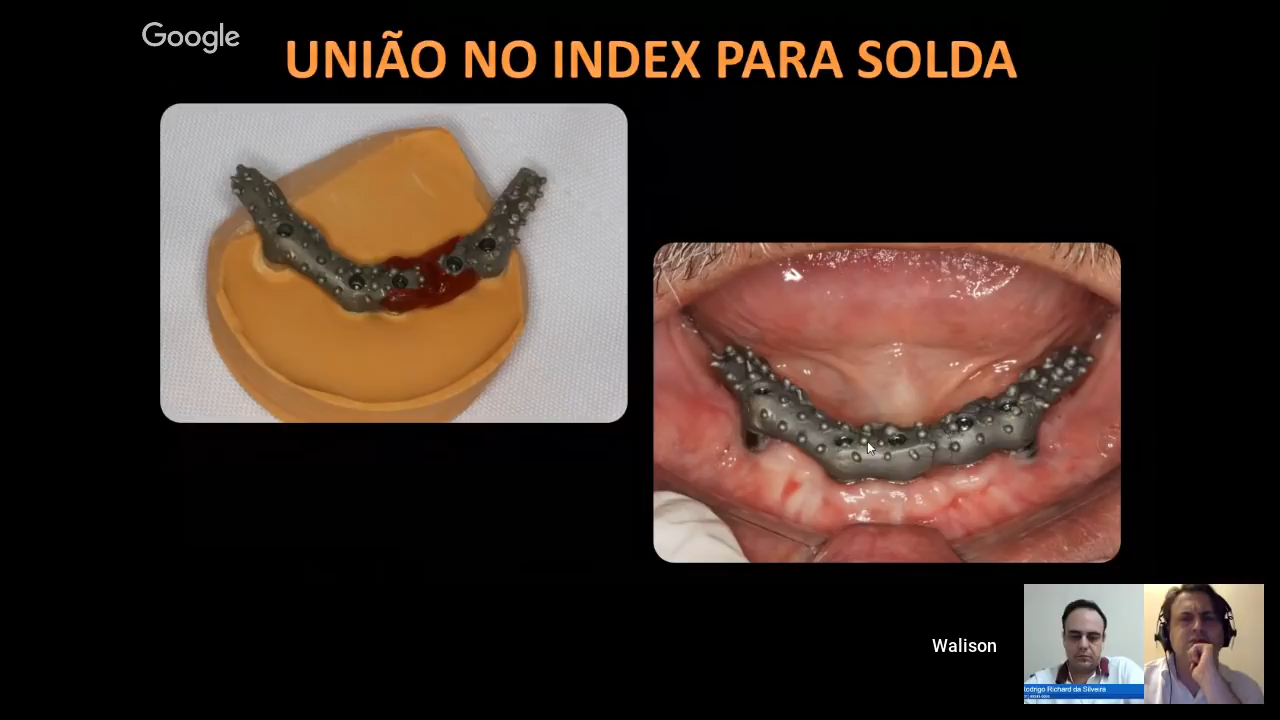 Google
UNIÃO NO INDEX PARA SOLDA
Walison
Rodrigo Richard da Silveira